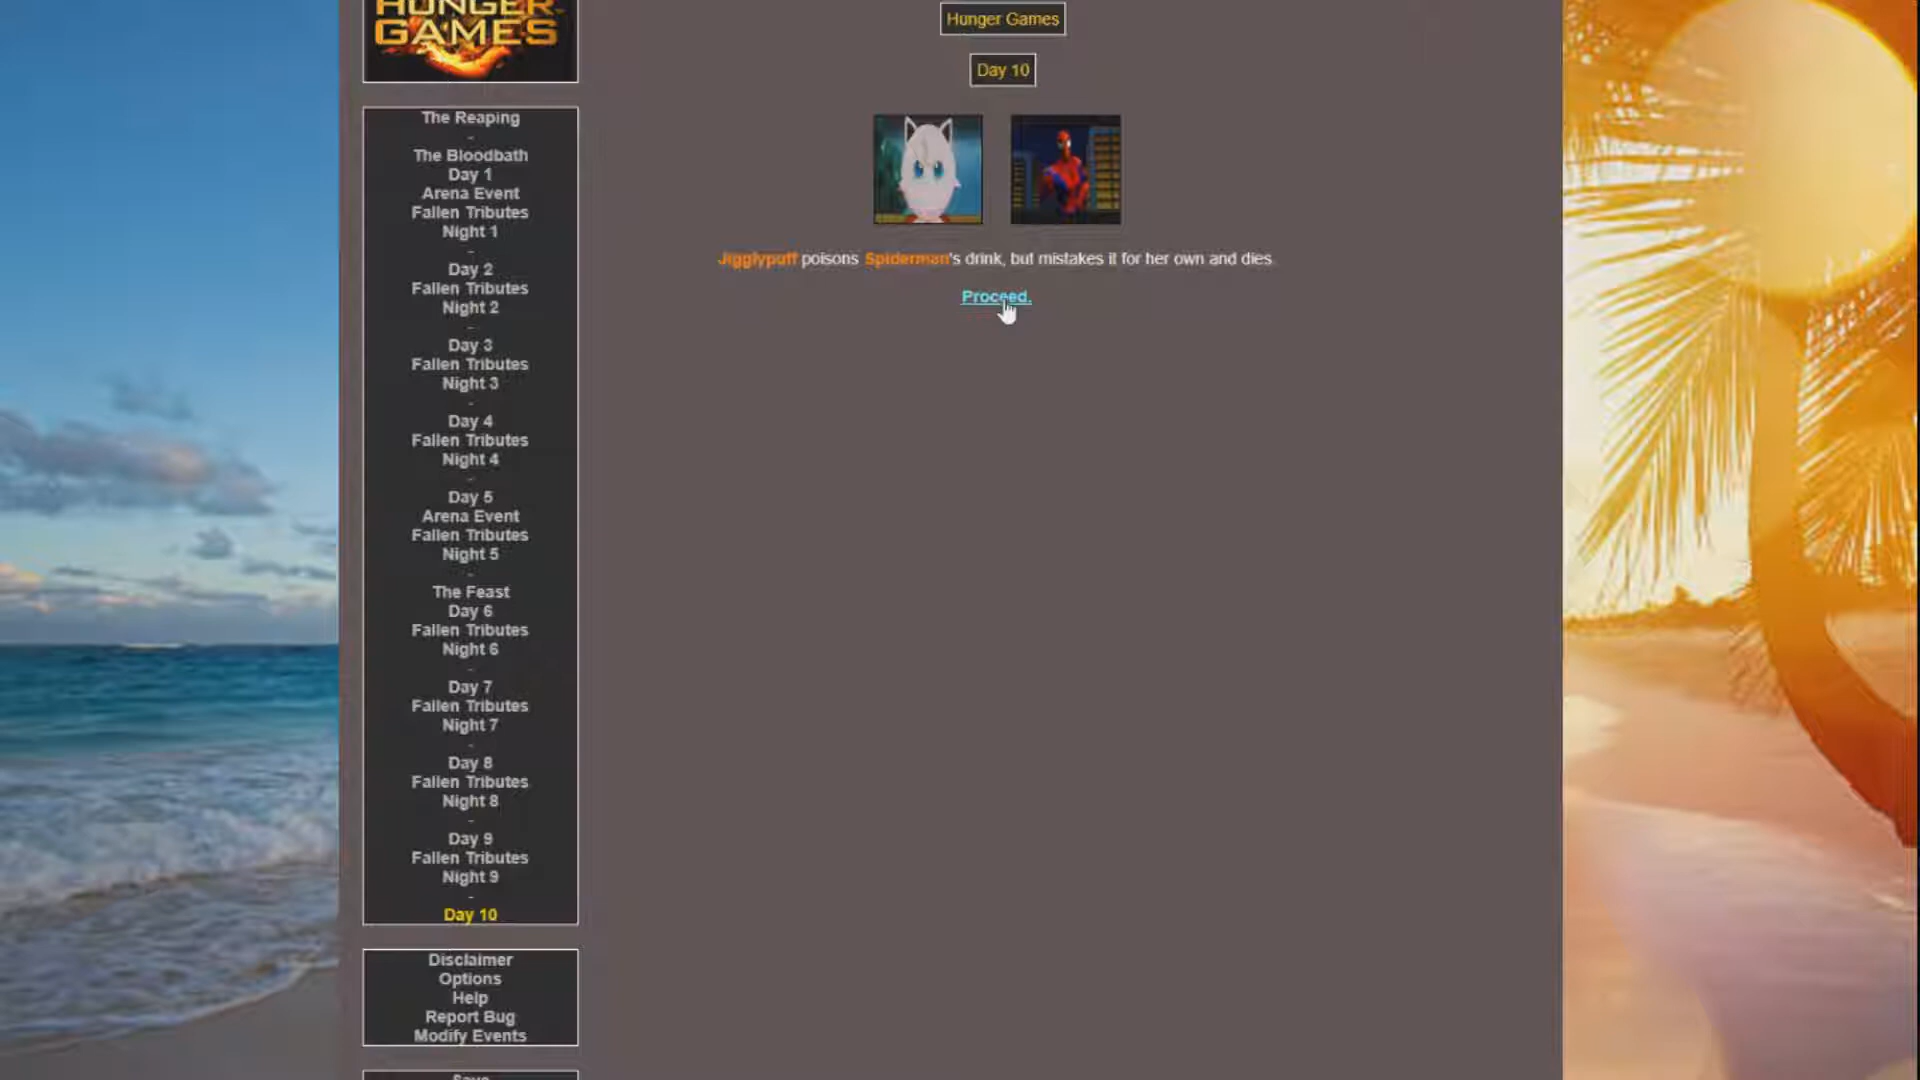 HUNGER
GAMES
The Reaping
-
The Bloodbath
Day 1
Arena Event
Fallen Tributes
Night 1
-
Day 2
Fallen Tributes
Night 2
-
Day 3
Fallen Tributes
Night 3
-
Day 4
Fallen Tributes
Night 4
-
Day 5
Arena Event
Fallen Tributes
Night 5
-
The Feast
Day 6
Fallen Tributes
Night 6
-
Day 7
Fallen Tributes
Night 7
-
Day 8
Fallen Tributes
Night 8
-
Day 9
Fallen Tributes
Night 9
-
Day 10
Disclaimer
Options
Help
Report Bug
Modify Events
Save
Hunger Games
Day 10
Jigglypuff poisons Spiderman's drink, but mistakes it for her own and dies.
Proceed.